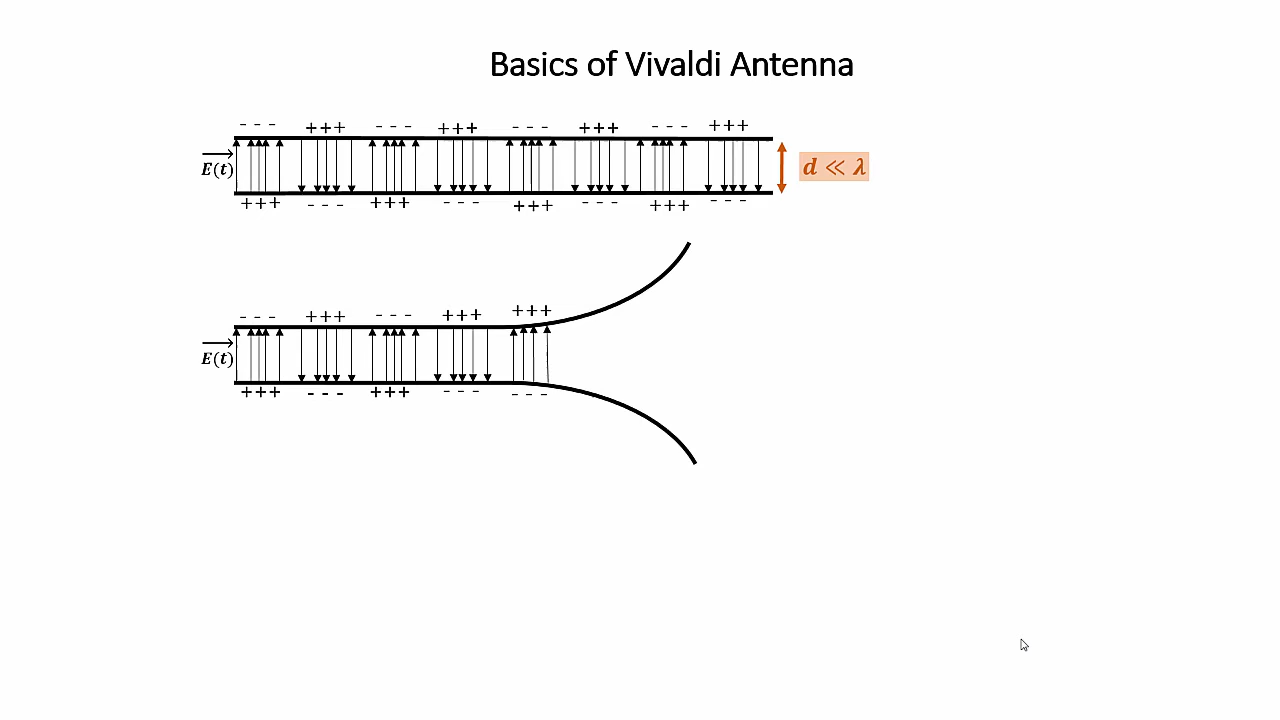 Basics of Vivaldi Antenna
- - - +++ - - - +++ - - - +++ - - - +++
E(t)
d ≪ λ
+++ - - - +++ - - - +++ - - - +++ - - -
- - - +++ - - - +++ +++
E(t)
+++ - - - +++ - - - - - -